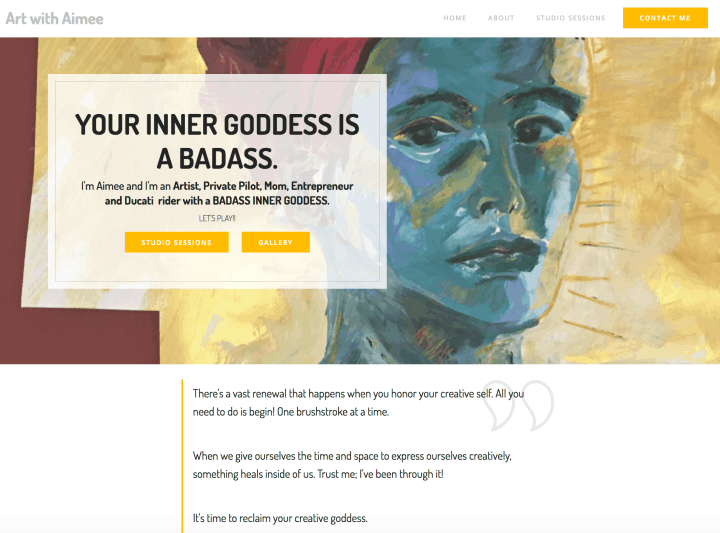 Art with Aimee
HOME ABOUT STUDIO SESSIONS CONTACT ME
YOUR INNER GODDESS IS
A BADASS.
I'm Aimee and I'm an Artist, Private Pilot, Mom, Entrepreneur
and Ducati rider with a BADASS INNER GODDESS.
LET'S PLAY!!
STUDIO SESSIONS GALLERY
There's a vast renewal that happens when you honor your creative self. All you
need to do is begin! One brushstroke at a time.
When we give ourselves the time and space to express ourselves creatively,
something heals inside of us. Trust me; I've been through it!
It's time to reclaim your creative goddess.